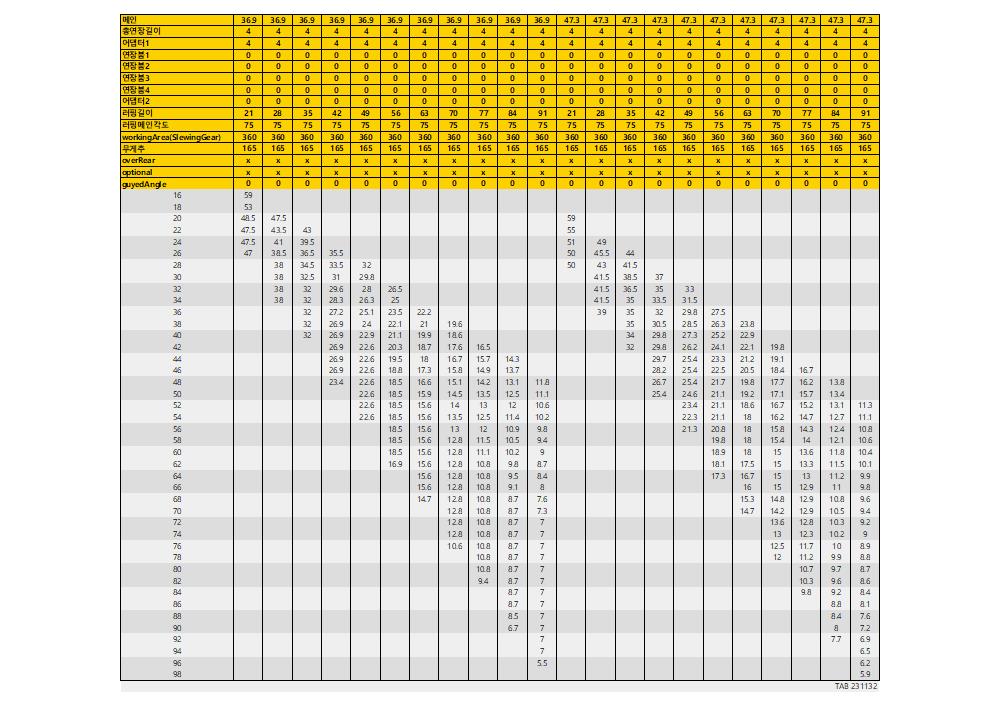 메인 36.9 36.9 36.9 36.9 36.9 36.9 36.9 36.9 36.9 36.9 36.9 47.3 47.3 47.3 47.3 47.3 47.3 47.3 47.3 47.3 47.3 47.3
총연장길이 4 4 4 4 4 4 4 4 4 4 4 4 4 4 4 4 4 4 4 4 4 4
어댑터1 4 4 4 4 4 4 4 4 4 4 4 4 4 4 4 4 4 4 4 4 4 4
연장붐1 0 0 0 0 0 0 0 0 0 0 0 0 0 0 0 0 0 0 0 0 0 0
연장붐2 0 0 0 0 0 0 0 0 0 0 0 0 0 0 0 0 0 0 0 0 0 0
연장붐3 0 0 0 0 0 0 0 0 0 0 0 0 0 0 0 0 0 0 0 0 0 0
연장붐4 0 0 0 0 0 0 0 0 0 0 0 0 0 0 0 0 0 0 0 0 0 0
어댑터2 0 0 0 0 0 0 0 0 0 0 0 0 0 0 0 0 0 0 0 0 0 0
러핑길이 21 28 35 42 49 56 63 70 77 84 91 21 28 35 42 49 56 63 70 77 84 91
러핑메인각도 75 75 75 75 75 75 75 75 75 75 75 75 75 75 75 75 75 75 75 75 75 75
workingArea(SlewingGear) 360 360 360 360 360 360 360 360 360 360 360 360 360 360 360 360 360 360 360 360 360 360
무게추 165 165 165 165 165 165 165 165 165 165 165 165 165 165 165 165 165 165 165 165 165 165
overRear x x x x x x x x x x x x x x x x x x x x x x
optional x x x x x x x x x x x x x x x x x x x x x x
guyedAngle 0 0 0 0 0 0 0 0 0 0 0 0 0 0 0 0 0 0 0 0 0 0
16 59
18 53
20 48.5 47.5 59
22 47.5 43.5 43 55
24 47.5 41 39.5 51 49
26 47 38.5 36.5 35.5 50 45.5 44
28 38 34.5 33.5 32 50 43 41.5
30 38 32.5 31 29.8 41.5 38.5 37
32 38 32 29.6 28 26.5 41.5 36.5 35 33
34 38 32 28.3 26.3 25 41.5 35 33.5 31.5
36 32 27.2 25.1 23.5 22.2 39 35 32 29.8 27.5
38 32 26.9 24 22.1 21 19.6 35 30.5 28.5 26.3 23.8
40 32 26.9 22.9 21.1 19.9 18.6 34 29.8 27.3 25.2 22.9
42 26.9 22.6 20.3 18.7 17.6 16.5 32 29.8 26.2 24.1 22.1 19.8
44 26.9 22.6 19.5 18 16.7 15.7 14.3 29.7 25.4 23.3 21.2 19.1
46 26.9 22.6 18.8 17.3 15.8 14.9 13.7 28.2 25.4 22.5 20.5 18.4 16.7
48 23.4 22.6 18.5 16.6 15.1 14.2 13.1 11.8 26.7 25.4 21.7 19.8 17.7 16.2 13.8
50 22.6 18.5 15.9 14.5 13.5 12.5 11.1 25.4 24.6 21.1 19.2 17.1 15.7 13.4
52 22.6 18.5 15.6 14 13 12 10.6 23.4 21.1 18.6 16.7 15.2 13.1 11.3
54 22.6 18.5 15.6 13.5 12.5 11.4 10.2 22.3 21.1 18 16.2 14.7 12.7 11.1
56 18.5 15.6 13 12 10.9 9.8 21.3 20.8 18 15.8 14.3 12.4 10.8
58 18.5 15.6 12.8 11.5 10.5 9.4 19.8 18 15.4 14 12.1 10.6
60 18.5 15.6 12.8 11.1 10.2 9 18.9 18 15 13.6 11.8 10.4
62 16.9 15.6 12.8 10.8 9.8 8.7 18.1 17.5 15 13.3 11.5 10.1
64 15.6 12.8 10.8 9.5 8.4 17.3 16.7 15 13 11.2 9.9
66 15.6 12.8 10.8 9.1 8 16 15 12.9 11 9.8
68 14.7 12.8 10.8 8.7 7.6 15.3 14.8 12.9 10.8 9.6
70 12.8 10.8 8.7 7.3 14.7 14.2 12.9 10.5 9.4
72 12.8 10.8 8.7 7 13.6 12.8 10.3 9.2
74 12.8 10.8 8.7 7 13 12.3 10.2 9
76 10.6 10.8 8.7 7 12.5 11.7 10 8.9
78 10.8 8.7 7 12 11.2 9.9 8.8
80 10.8 8.7 7 10.7 9.7 8.7
82 9.4 8.7 7 10.3 9.6 8.6
84 8.7 7 9.8 9.2 8.4
86 8.7 7 8.8 8.1
88 8.5 7 8.4 7.6
90 6.7 7 8 7.2
92 7 7.7 6.9
94 7 6.5
96 5.5 6.2
98 5.9
TAB 231132